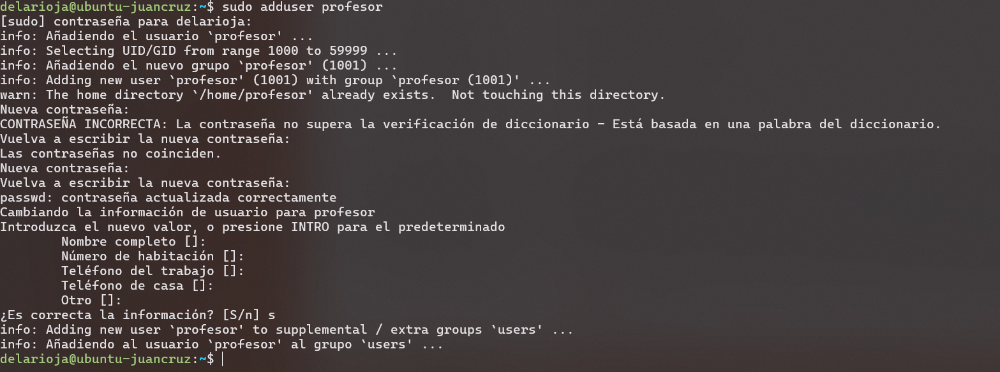 delarioja@ubuntu-juancruz:~$ sudo adduser profesor
[sudo] contraseña para delarioja:
info: Añadiendo el usuario `profesor' ...
info: Selecting UID/GID from range 1000 to 59999 ...
info: Añadiendo el nuevo grupo `profesor' (1001) ...
info: Adding new user `profesor' (1001) with group `profesor (1001)' ...
warn: The home directory `/home/profesor' already exists.  Not touching this directory.
Nueva contraseña:
CONTRASEÑA INCORRECTA: La contraseña no supera la verificación de diccionario - Está basada en una palabra del diccionario.
Vuelva a escribir la nueva contraseña:
Las contraseñas no coinciden.
Nueva contraseña:
Vuelva a escribir la nueva contraseña:
passwd: contraseña actualizada correctamente
Cambiando la información de usuario para profesor
Introduzca el nuevo valor, o presione INTRO para el predeterminado
        Nombre completo []:
        Número de habitación []:
        Teléfono del trabajo []:
        Teléfono de casa []:
        Otro []:
¿Es correcta la información? [S/n] s
info: Adding new user `profesor' to supplemental / extra groups `users' ...
info: Añadiendo al usuario `profesor' al grupo `users' ...
delarioja@ubuntu-juancruz:~$